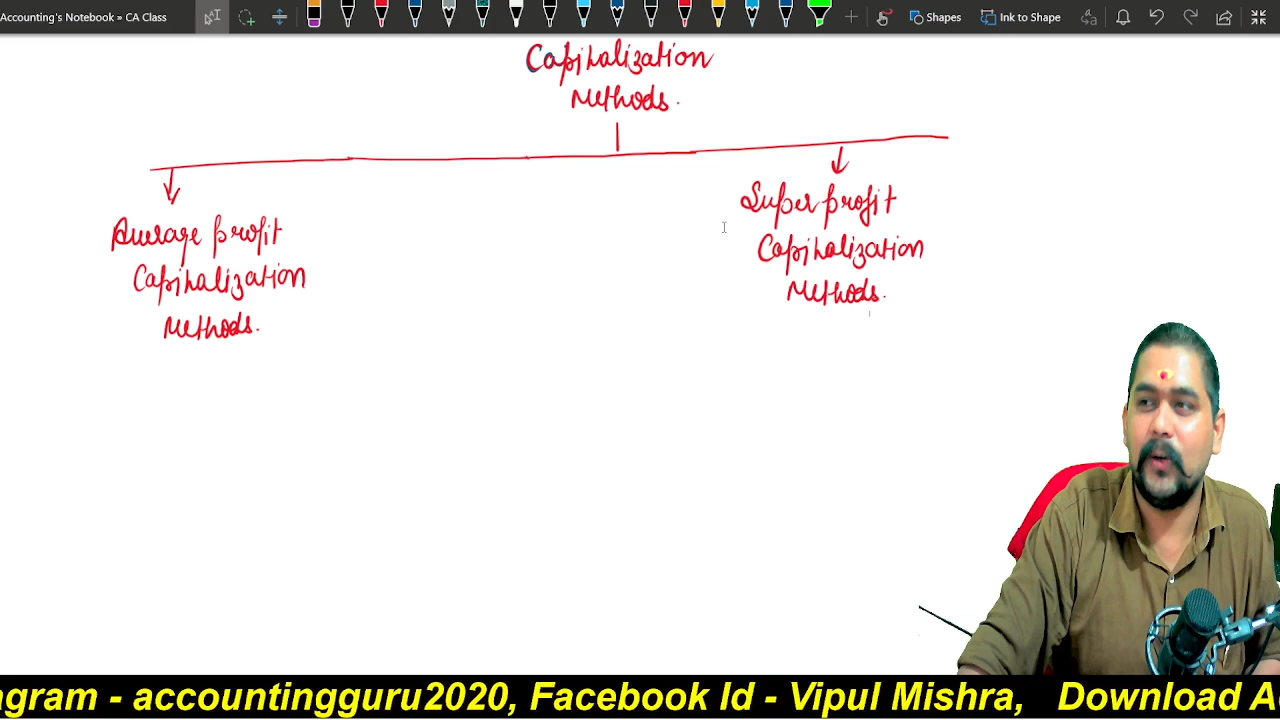 Accounting's Notebook » CA Class
Shapes
Ink to Shape
Capitalization
Methods.
Average profit
Capitalization
Methods.
Super profit
Capitalization
Methods.
agram - accountingguru2020, Facebook Id - Vipul Mishra, Download A